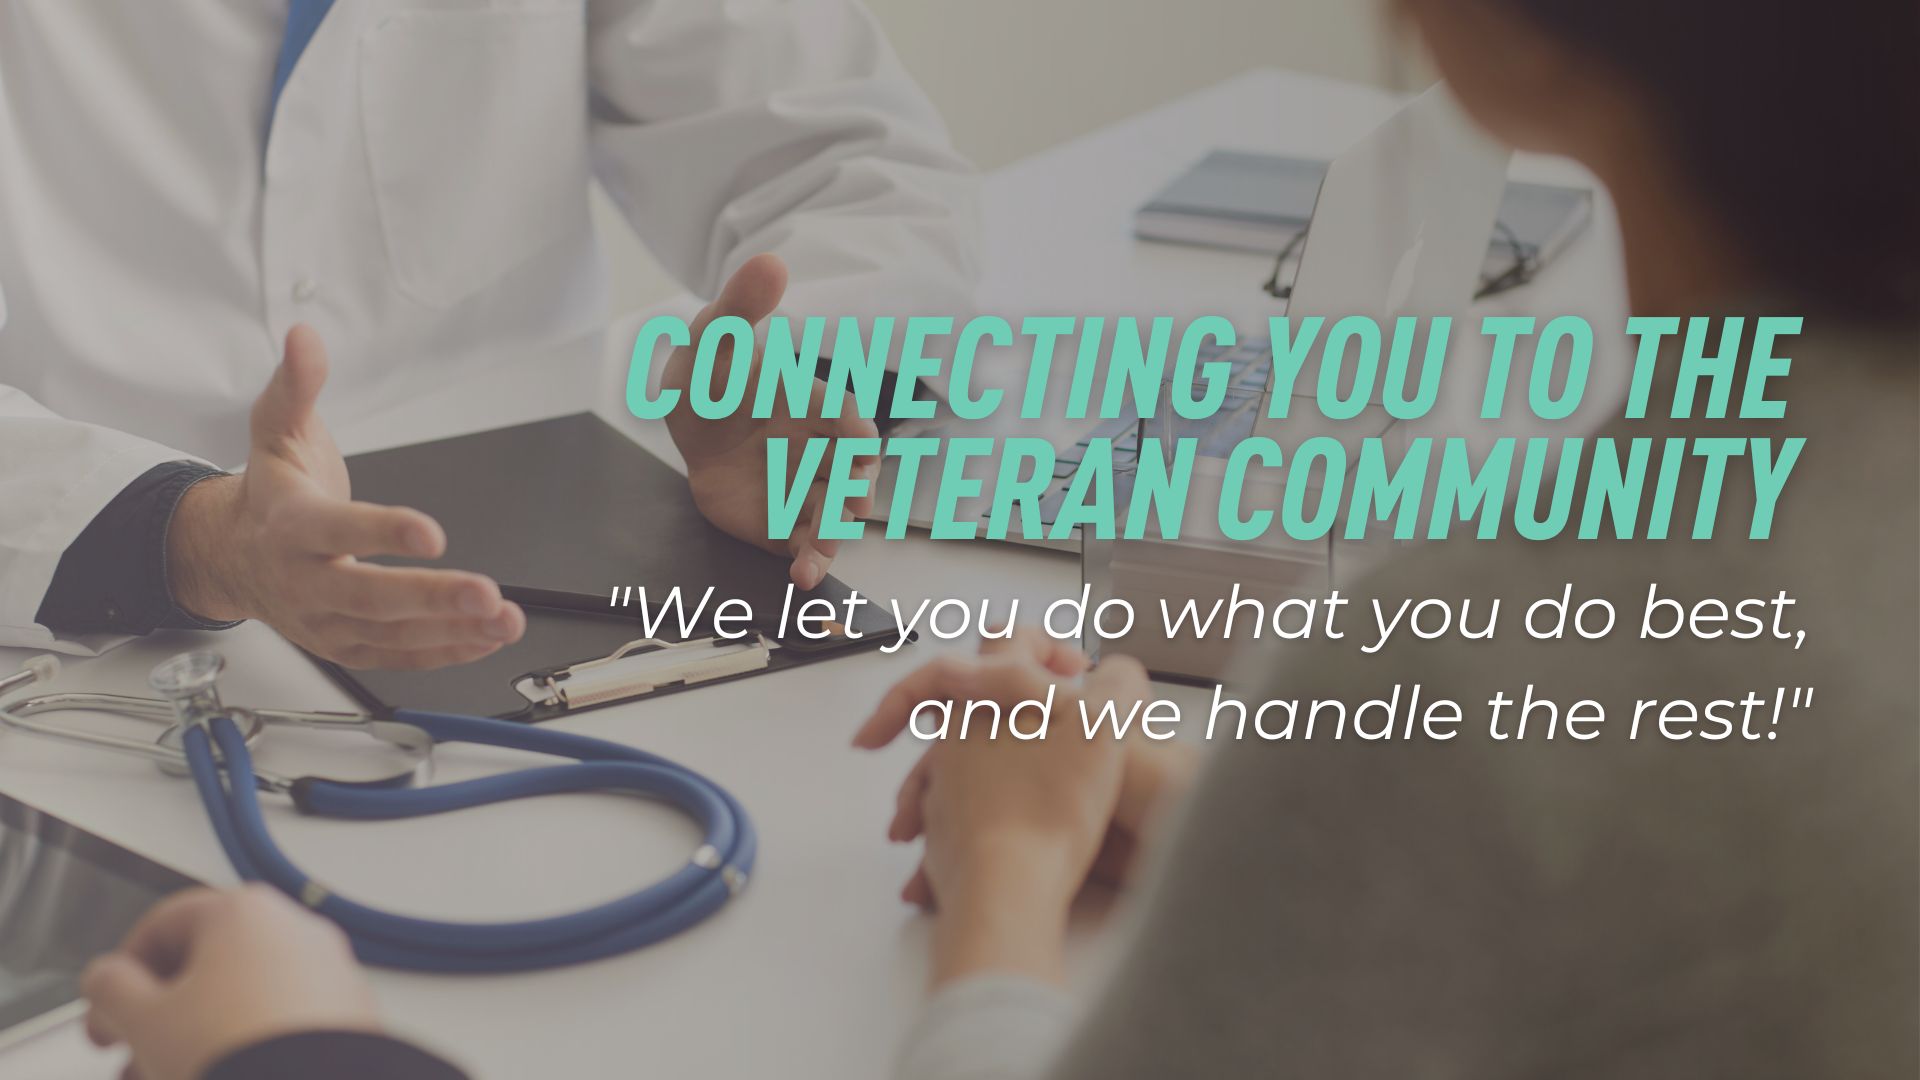 CONNECTING YOU TO THE
VETERAN COMMUNITY
"We let you do what you do best,
and we handle the rest!"